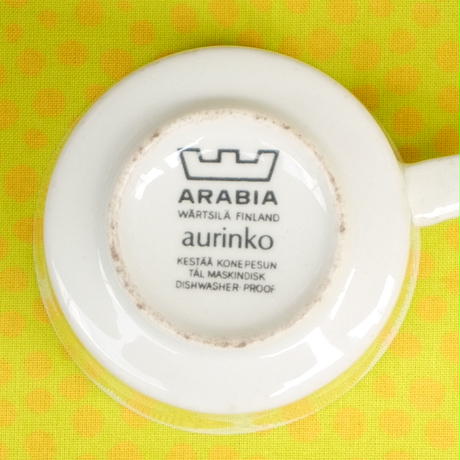 ARABIA
WÄRTSILÄ FINLAND
aurinko
KESTÄÄ KONEPESUN
TÅL MASKINDISK
DISHWASHER-PROOF